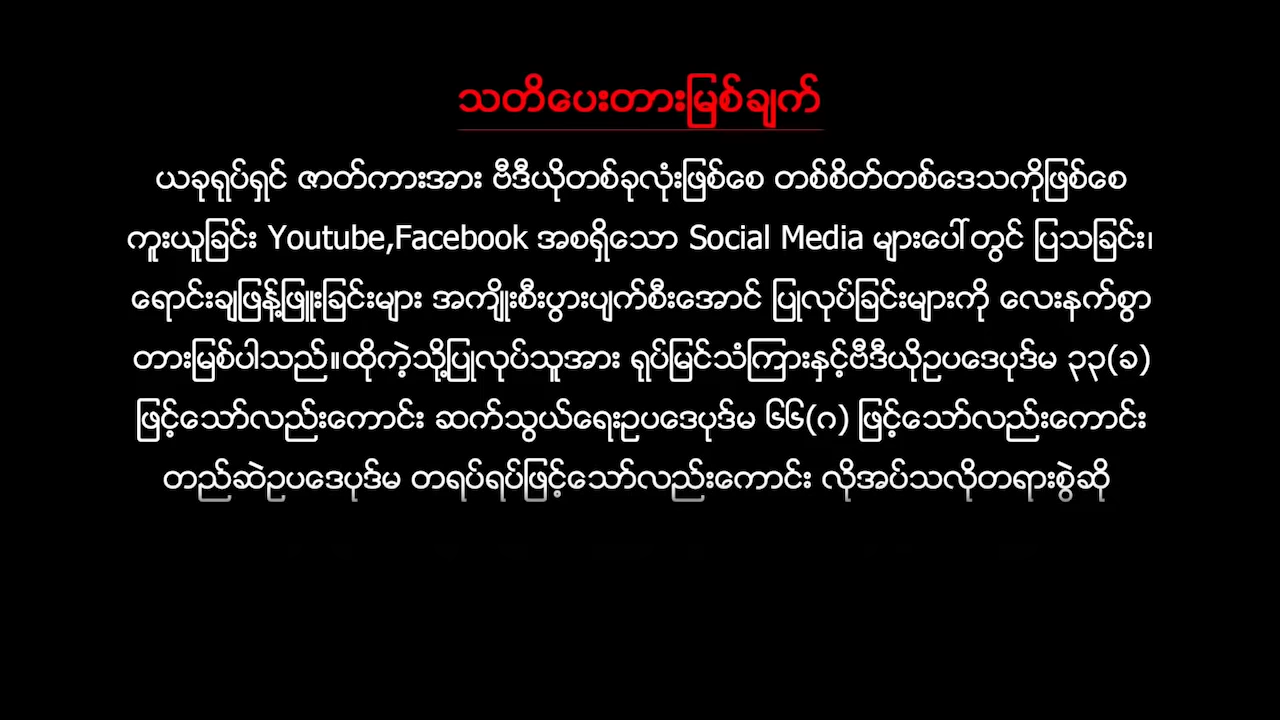 သတိပေးတားမြစ်ချက်
ယခုရုပ်ရှင် ဇာတ်ကားအား ဗီဒီယိုတစ်ခုလုံးဖြစ်စေ တစ်စိတ်တစ်ဒေသကိုဖြစ်စေ
ကူးယူခြင်း Youtube,Facebook အစရှိသော Social Media များပေါ်တွင် ပြသခြင်း၊
ရောင်းချဖြန့်ဖြူးခြင်းများ အကျိုးစီးပွားပျက်စီးအောင် ပြုလုပ်ခြင်းများကို လေးနက်စွာ
တားမြစ်ပါသည်။ထိုကဲ့သို့ပြုလုပ်သူအား ရုပ်မြင်သံကြားနှင့်ဗီဒီယိုဥပဒေပုဒ်မ ၃၃(ခ)
ဖြင့်သော်လည်းကောင်း ဆက်သွယ်ရေးဥပဒေပုဒ်မ ၆၆(ဂ) ဖြင့်သော်လည်းကောင်း
တည်ဆဲဥပဒေပုဒ်မ တရပ်ရပ်ဖြင့်သော်လည်းကောင်း လိုအပ်သလိုတရားစွဲဆို